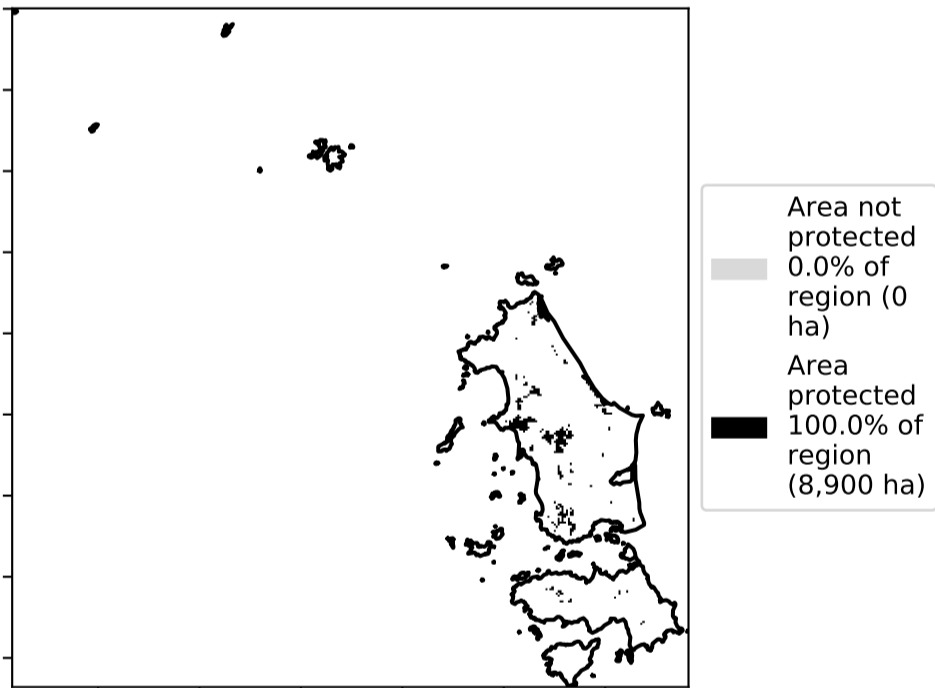 Area not
protected
0.0% of
region (0
ha)
Area
protected
100.0% of
region
(8,900 ha)